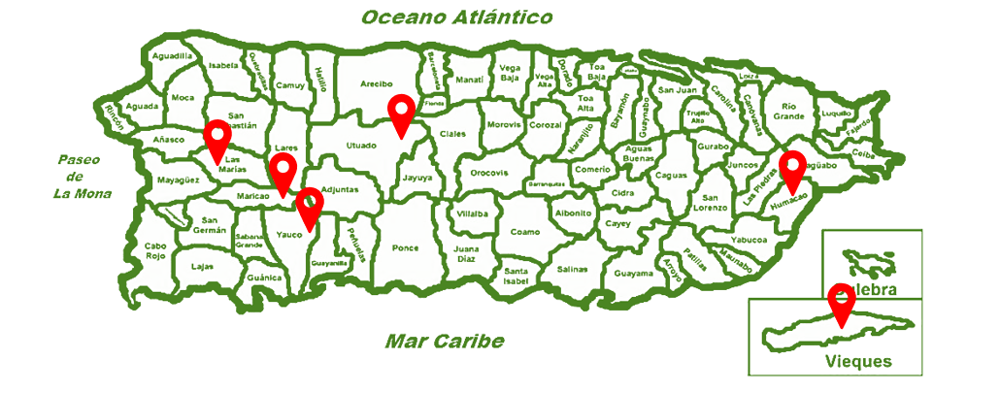 Oceano Atlántico
Aguadilla
Isabela
Quebradillas
Camuy
Hatillo
Arecibo
Barceloneta
Manatí
Vega
Baja
Vega
Alta
Dorado
Toa
Baja
San Juan
Carolina
Loiza
Canóvanas
Río
Grande
Luquillo
Fajardo
Ceiba
Aguada
Rincón
Moca
San
Añasco
Las
Marías
Lares
Utuado
Florida
Ciales
Morovis
Corozal
Toa
Alta
Naranjito
Bayamón
Guaynabo
Trujillo
Alto
Gurabo
Juncos
Las Piedras
Humacao
Paseo
de
La Mona
Mayagüez
Maricao
Adjuntas
Jayuya
Orocovis
Barranquitas
Comerío
Aguas
Buenas
Caguas
Cidra
San
Lorenzo
Cabo
Rojo
San
Germán
Sabana
Grande
Yauco
Peñuelas
Guayanilla
Ponce
Villalba
Juana
Díaz
Coamo
Aibonito
Cayey
Yabucoa
Maunabo
Patillas
Arroyo
Guayama
Salinas
Santa
Isabel
Lajas
Guánica
Mar Caribe
Vieques